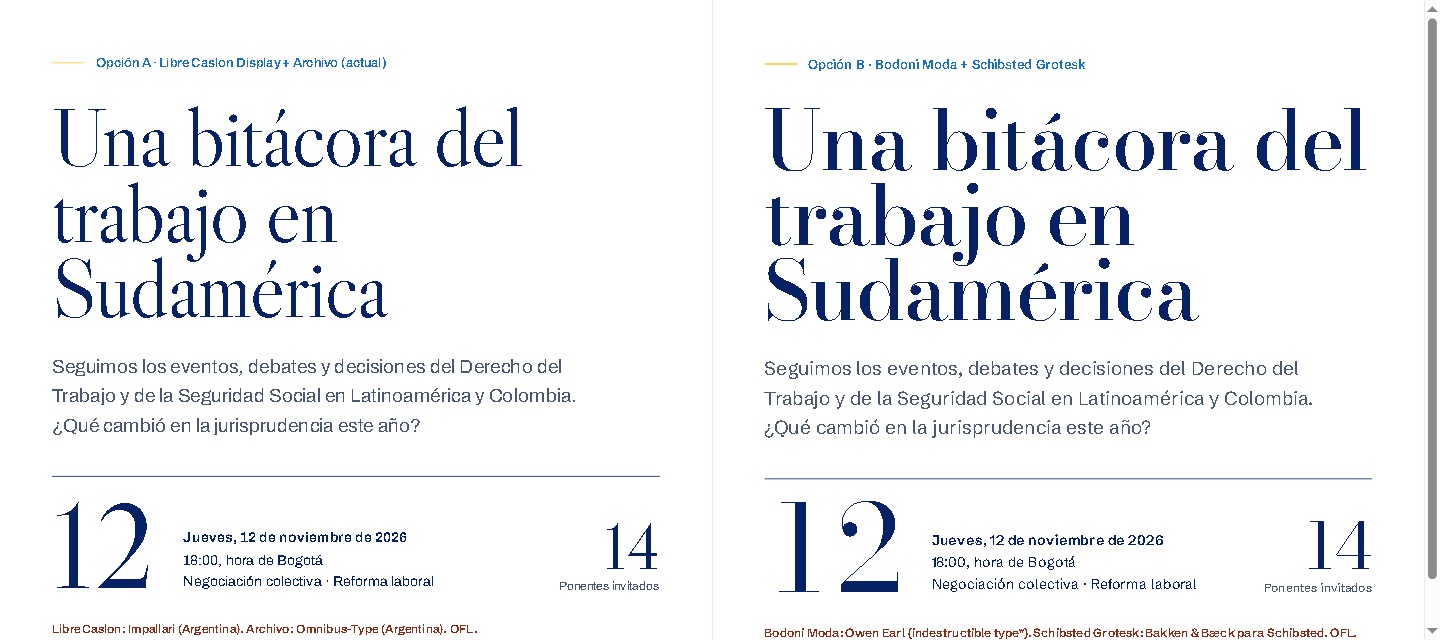 Opción A · Libre Caslon Display + Archivo (actual)
Una bitácora del
trabajo en
Sudamérica
Seguimos los eventos, debates y decisiones del Derecho del
Trabajo y de la Seguridad Social en Latinoamérica y Colombia.
¿Qué cambió en la jurisprudencia este año?
12
Jueves, 12 de noviembre de 2026
18:00, hora de Bogotá
Negociación colectiva · Reforma laboral
14
Ponentes invitados
Libre Caslon: Impallari (Argentina). Archivo: Omnibus-Type (Argentina). OFL.
Opción B · Bodoni Moda + Schibsted Grotesk
Una bitácora del
trabajo en
Sudamérica
Seguimos los eventos, debates y decisiones del Derecho del
Trabajo y de la Seguridad Social en Latinoamérica y Colombia.
¿Qué cambió en la jurisprudencia este año?
12
Jueves, 12 de noviembre de 2026
18:00, hora de Bogotá
Negociación colectiva · Reforma laboral
14
Ponentes invitados
Bodoni Moda: Owen Earl (indestructible type*). Schibsted Grotesk: Bakken & Bæck para Schibsted. OFL.